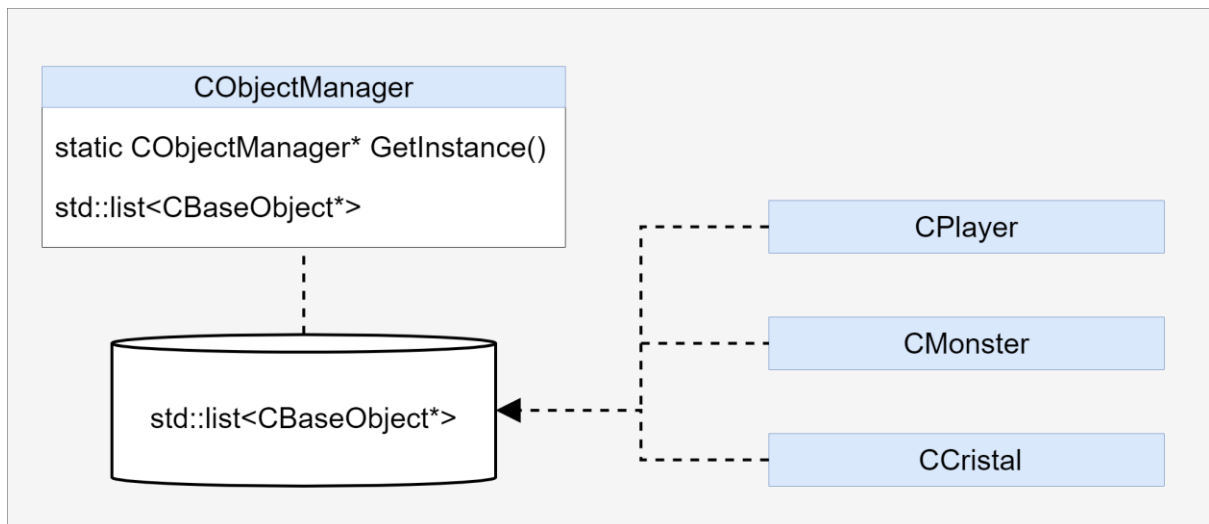 CObjectManager
static CObjectManager* GetInstance()
std::list<CBaseObject*>
std::list<CBaseObject*>
CPlayer
CMonster
CCristal